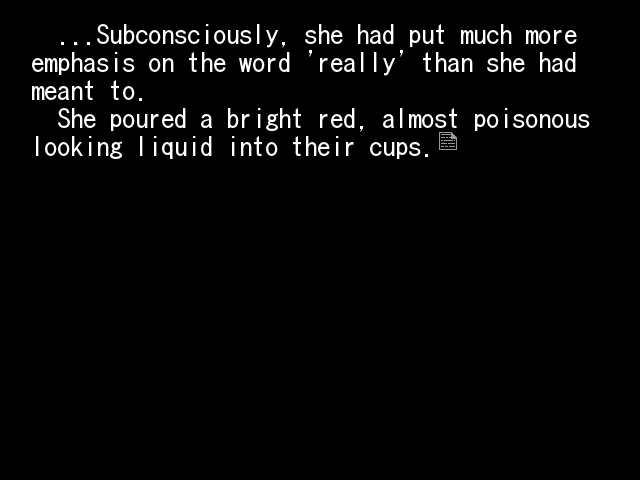 ...Subconsciously, she had put much more
emphasis on the word 'really' than she had
meant to.
She poured a bright red, almost poisonous
looking liquid into their cups.